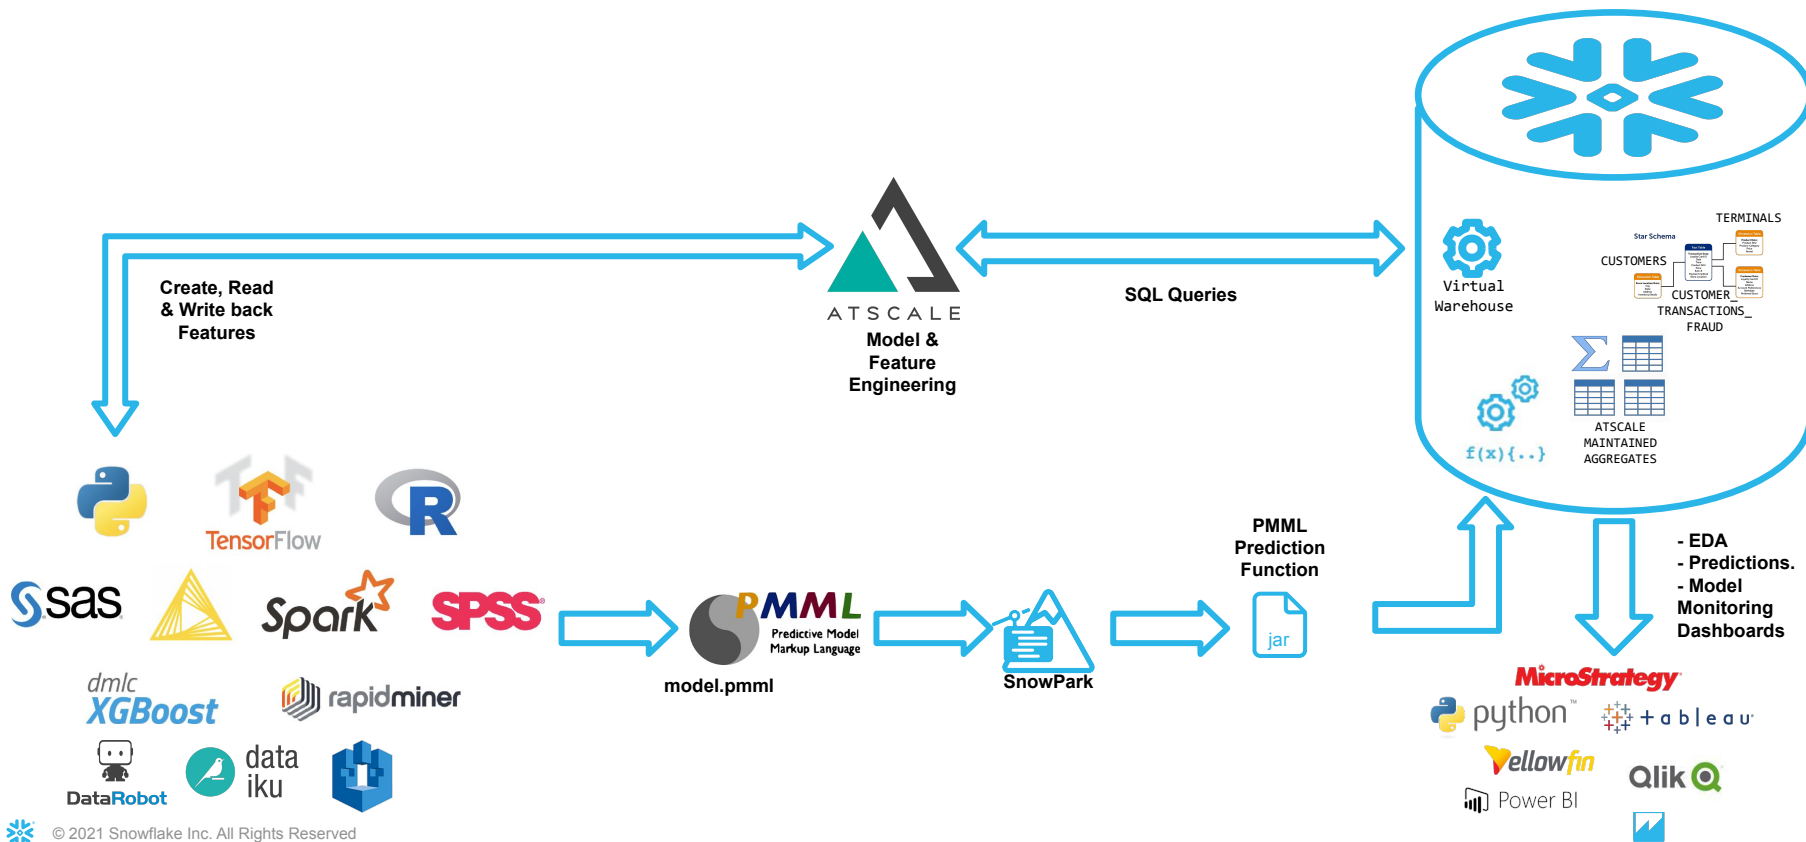 TERMINALS
Star Schema
CUSTOMERS
CUSTOMER_
TRANSACTIONS_
FRAUD
Virtual
Warehouse
ATSCALE
MAINTAINED
AGGREGATES
f(x){..}
Create, Read
& Write back
Features
ATSCALE
Model &
Feature
Engineering
SQL Queries
TensorFlow
R
sas
Spark
SPSS
dmlc
XGBoost
rapidminer
DataRobot
data
iku
PMML
Predictive Model
Markup Language
model.pmml
SnowPark
PMML
Prediction
Function
jar
- EDA
- Predictions.
- Model
Monitoring
Dashboards
MicroStrategy
python™
+ableau
Yellowfin
Qlik
Power BI
© 2021 Snowflake Inc. All Rights Reserved